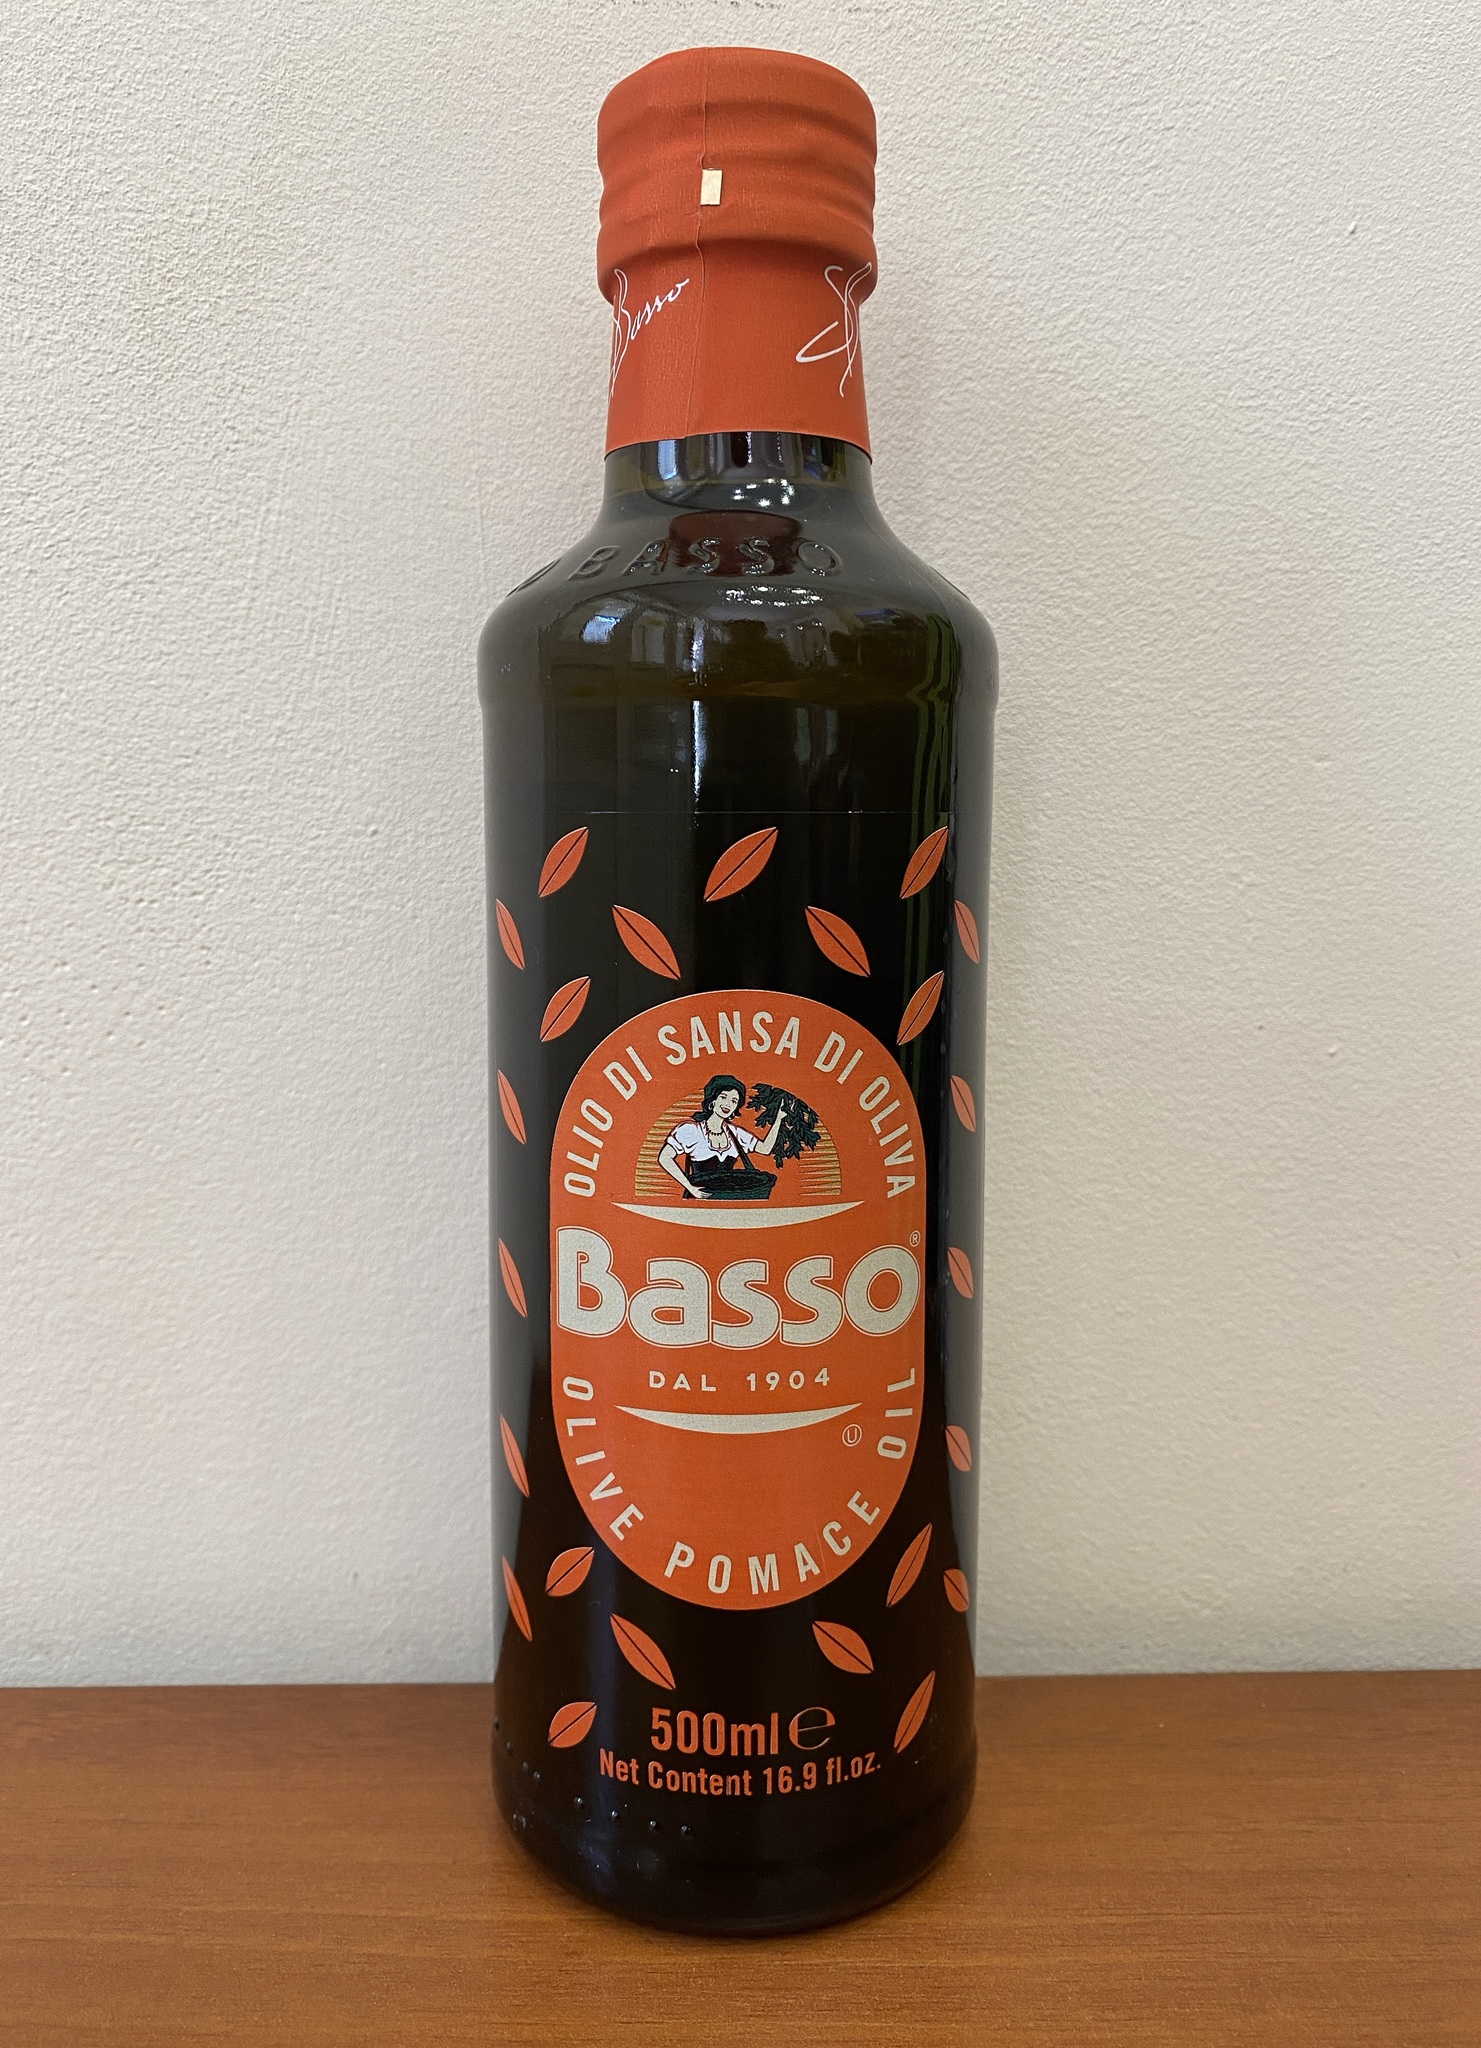 Basso
BASSO
OLIO DI SANSA DI OLIVA
Basso®
DAL 1904
Ⓤ
OLIVE POMACE OIL
500ml ℮
Net Content 16.9 fl.oz.